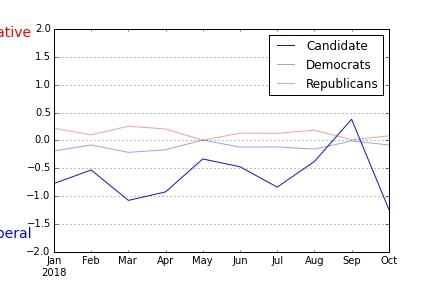 ative
2.0
1.5
1.0
0.5
0.0
−0.5
−1.0
−1.5
−2.0
beral
Candidate
Democrats
Republicans
Jan Feb Mar Apr May Jun Jul Aug Sep Oct
2018